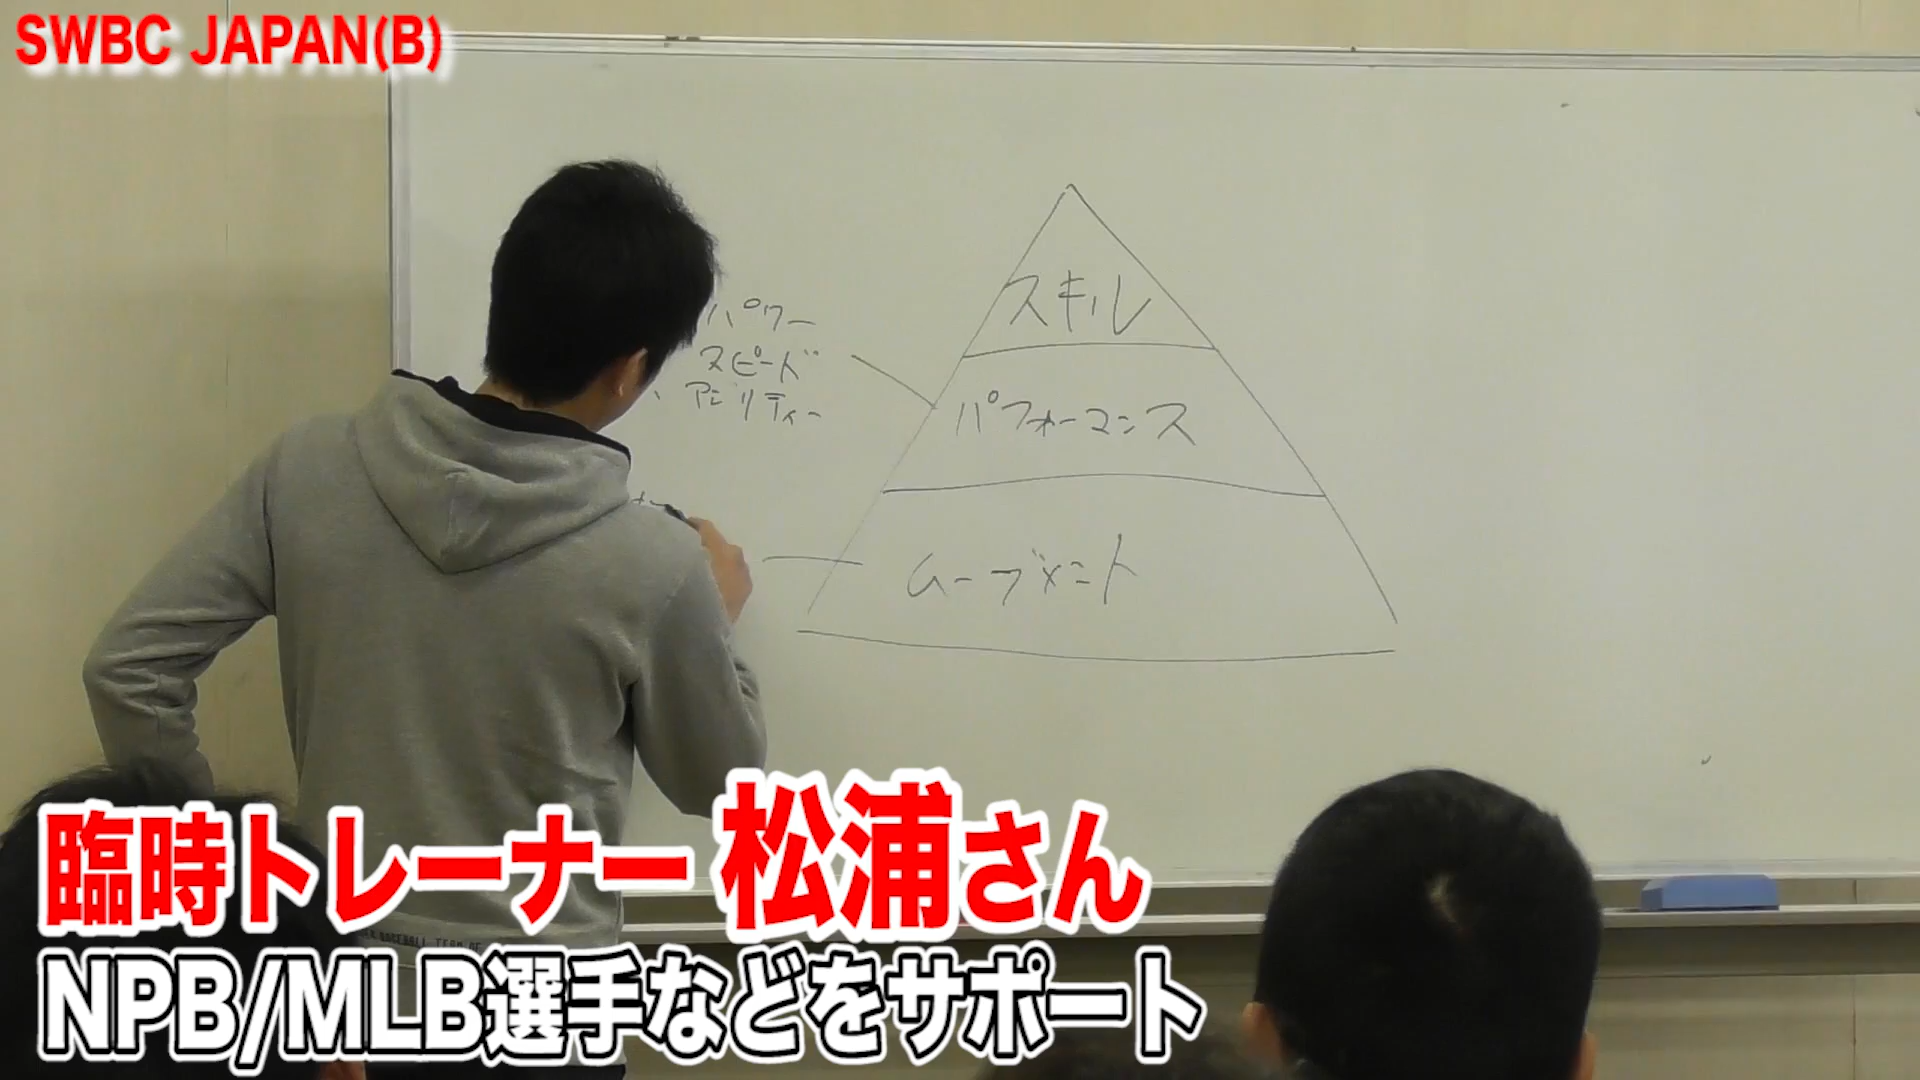 SWBC JAPAN(B)
スキル
パワー
スピード
アジリティー
パフォーマンス
ムーブメント
臨時トレーナー 松浦さん
NPB/MLB選手などをサポート